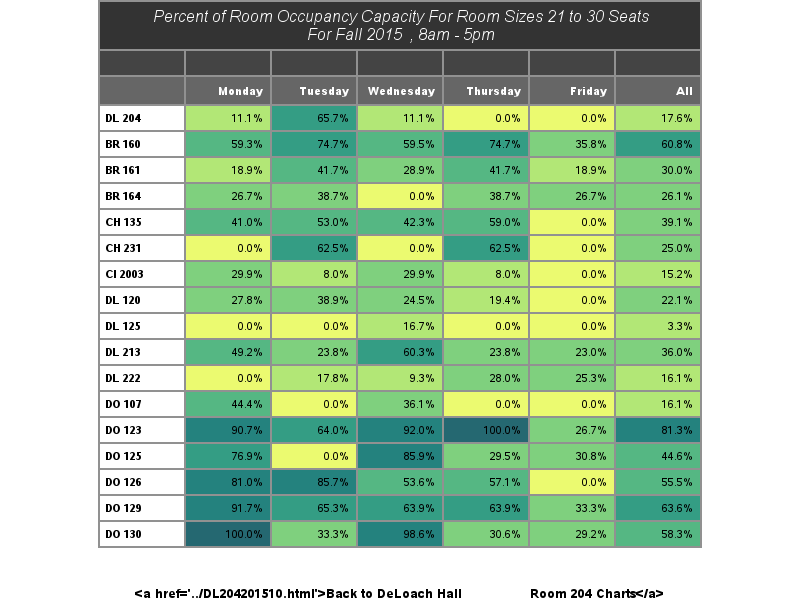 Percent of Room Occupancy Capacity For Room Sizes 21 to 30 Seats
For Fall 2015 , 8am - 5pm
Monday Tuesday Wednesday Thursday Friday All
DL 204 11.1% 65.7% 11.1% 0.0% 0.0% 17.6%
BR 160 59.3% 74.7% 59.5% 74.7% 35.8% 60.8%
BR 161 18.9% 41.7% 28.9% 41.7% 18.9% 30.0%
BR 164 26.7% 38.7% 0.0% 38.7% 26.7% 26.1%
CH 135 41.0% 53.0% 42.3% 59.0% 0.0% 39.1%
CH 231 0.0% 62.5% 0.0% 62.5% 0.0% 25.0%
CI 2003 29.9% 8.0% 29.9% 8.0% 0.0% 15.2%
DL 120 27.8% 38.9% 24.5% 19.4% 0.0% 22.1%
DL 125 0.0% 0.0% 16.7% 0.0% 0.0% 3.3%
DL 213 49.2% 23.8% 60.3% 23.8% 23.0% 36.0%
DL 222 0.0% 17.8% 9.3% 28.0% 25.3% 16.1%
DO 107 44.4% 0.0% 36.1% 0.0% 0.0% 16.1%
DO 123 90.7% 64.0% 92.0% 100.0% 26.7% 81.3%
DO 125 76.9% 0.0% 85.9% 29.5% 30.8% 44.6%
DO 126 81.0% 85.7% 53.6% 57.1% 0.0% 55.5%
DO 129 91.7% 65.3% 63.9% 63.9% 33.3% 63.6%
DO 130 100.0% 33.3% 98.6% 30.6% 29.2% 58.3%
<a href='../DL204201510.html'>Back to DeLoach Hall Room 204 Charts</a>